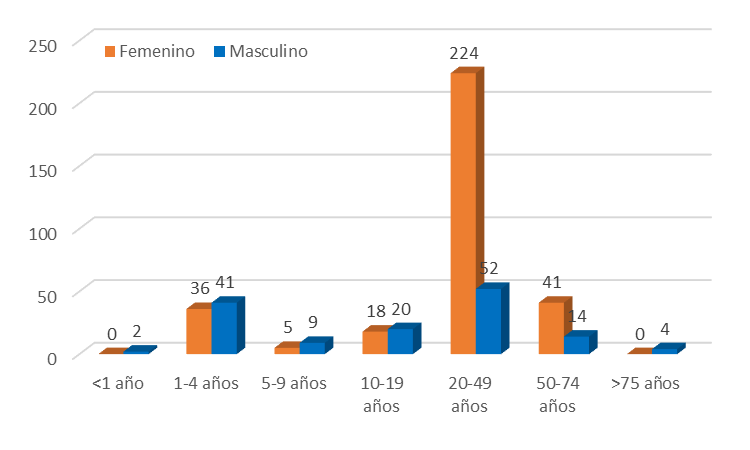 250
200
150
100
50
0
Femenino
Masculino
0
2
36
41
5
9
18
20
224
52
41
14
0
4
<1 año
1-4 años
5-9 años
10-19
años
20-49
años
50-74
años
>75 años